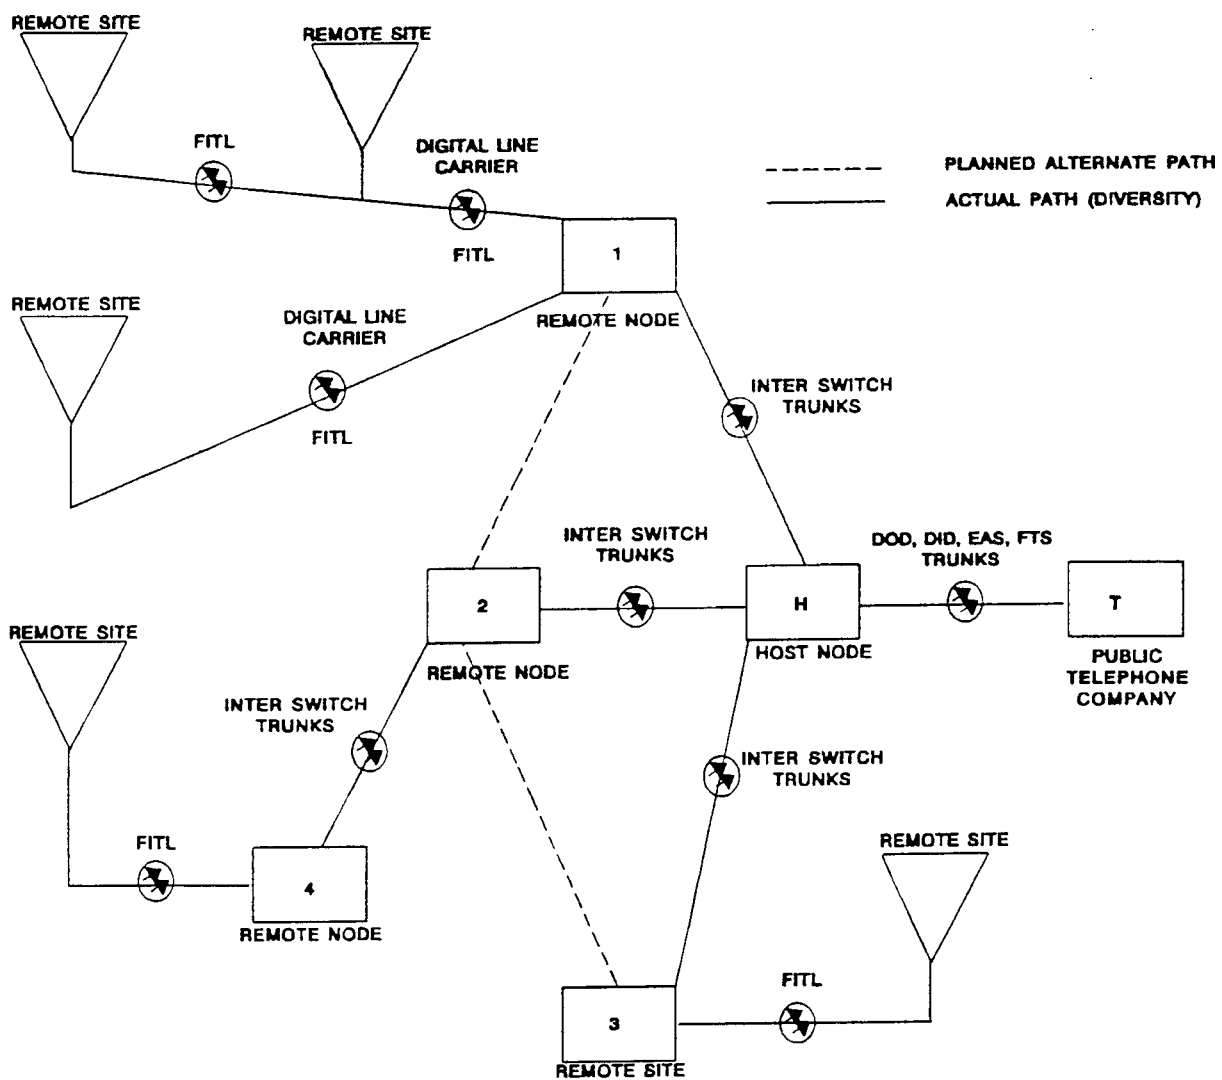 REMOTE SITE
REMOTE SITE
FITL
DIGITAL LINE
CARRIER
FITL
PLANNED ALTERNATE PATH
ACTUAL PATH (DIVERSITY)
1
REMOTE NODE
REMOTE SITE
DIGITAL LINE
CARRIER
FITL
INTER SWITCH
TRUNKS
INTER SWITCH
TRUNKS
DOD, DID, EAS, FTS
TRUNKS
2
REMOTE NODE
H
HOST NODE
T
PUBLIC
TELEPHONE
COMPANY
REMOTE SITE
INTER SWITCH
TRUNKS
INTER SWITCH
TRUNKS
FITL
4
REMOTE NODE
REMOTE SITE
FITL
3
REMOTE SITE